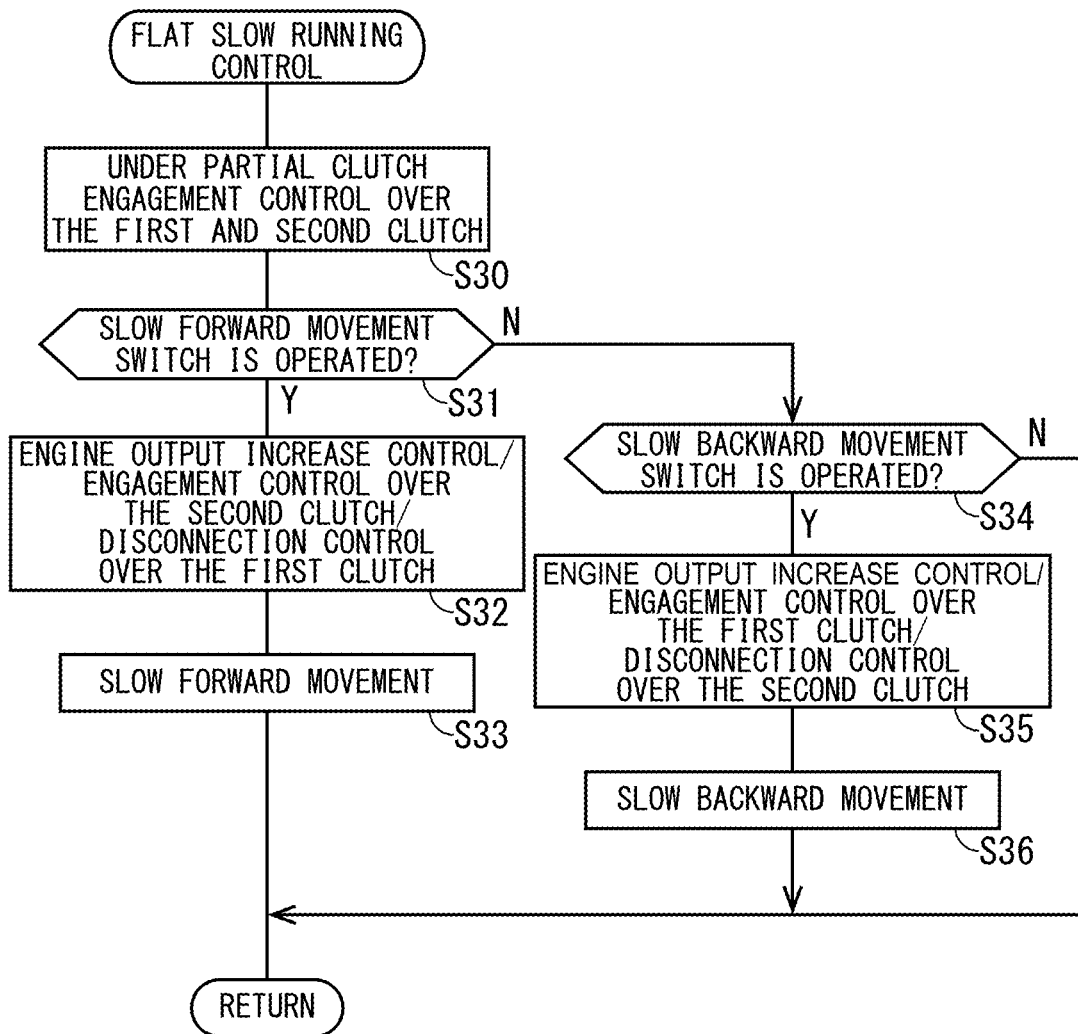 FLAT SLOW RUNNING
CONTROL
UNDER PARTIAL CLUTCH
ENGAGEMENT CONTROL OVER
THE FIRST AND SECOND CLUTCH
S30
SLOW FORWARD MOVEMENT
SWITCH IS OPERATED?
N
S31
Y
ENGINE OUTPUT INCREASE CONTROL/
ENGAGEMENT CONTROL OVER
THE SECOND CLUTCH/
DISCONNECTION CONTROL
OVER THE FIRST CLUTCH
S32
SLOW FORWARD MOVEMENT
S33
SLOW BACKWARD MOVEMENT
SWITCH IS OPERATED?
N
S34
Y
ENGINE OUTPUT INCREASE CONTROL/
ENGAGEMENT CONTROL OVER
THE FIRST CLUTCH/
DISCONNECTION CONTROL
OVER THE SECOND CLUTCH
S35
SLOW BACKWARD MOVEMENT
S36
RETURN